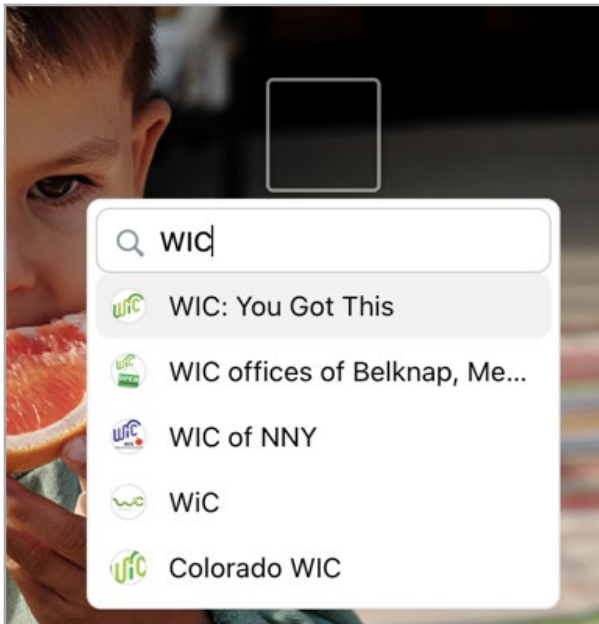 WIC
WIC: You Got This
WIC offices of Belknap, Me...
WIC of NNY
WiC
Colorado WIC